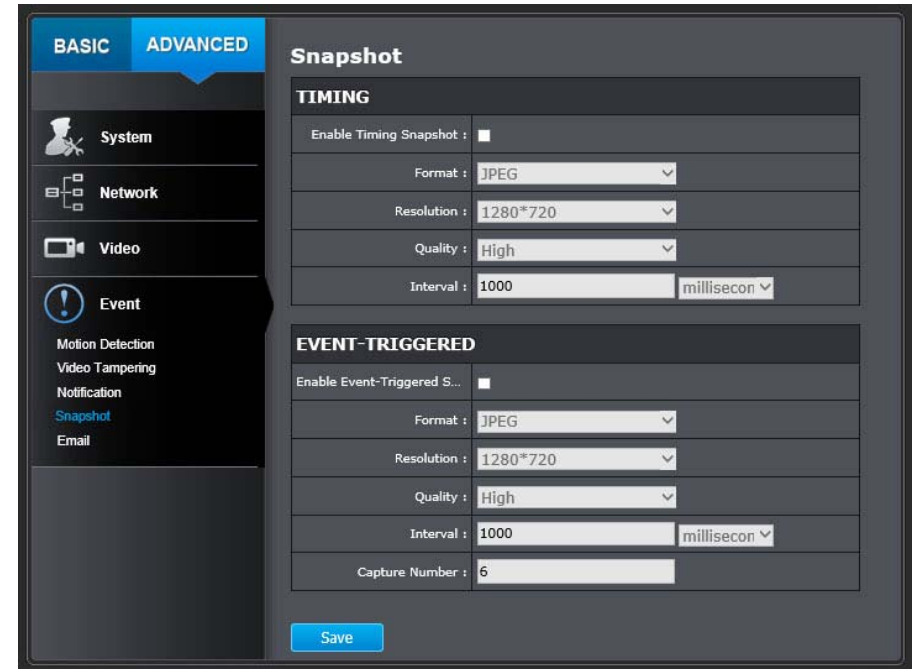 BASIC ADVANCED
System
Network
Video
Event
Motion Detection
Video Tampering
Notification
Snapshot
Email
Snapshot
TIMING
Enable Timing Snapshot :
Format : JPEG
Resolution : 1280*720
Quality : High
Interval : 1000 millisecon
EVENT-TRIGGERED
Enable Event-Triggered S...
Format : JPEG
Resolution : 1280*720
Quality : High
Interval : 1000 millisecon
Capture Number : 6
Save